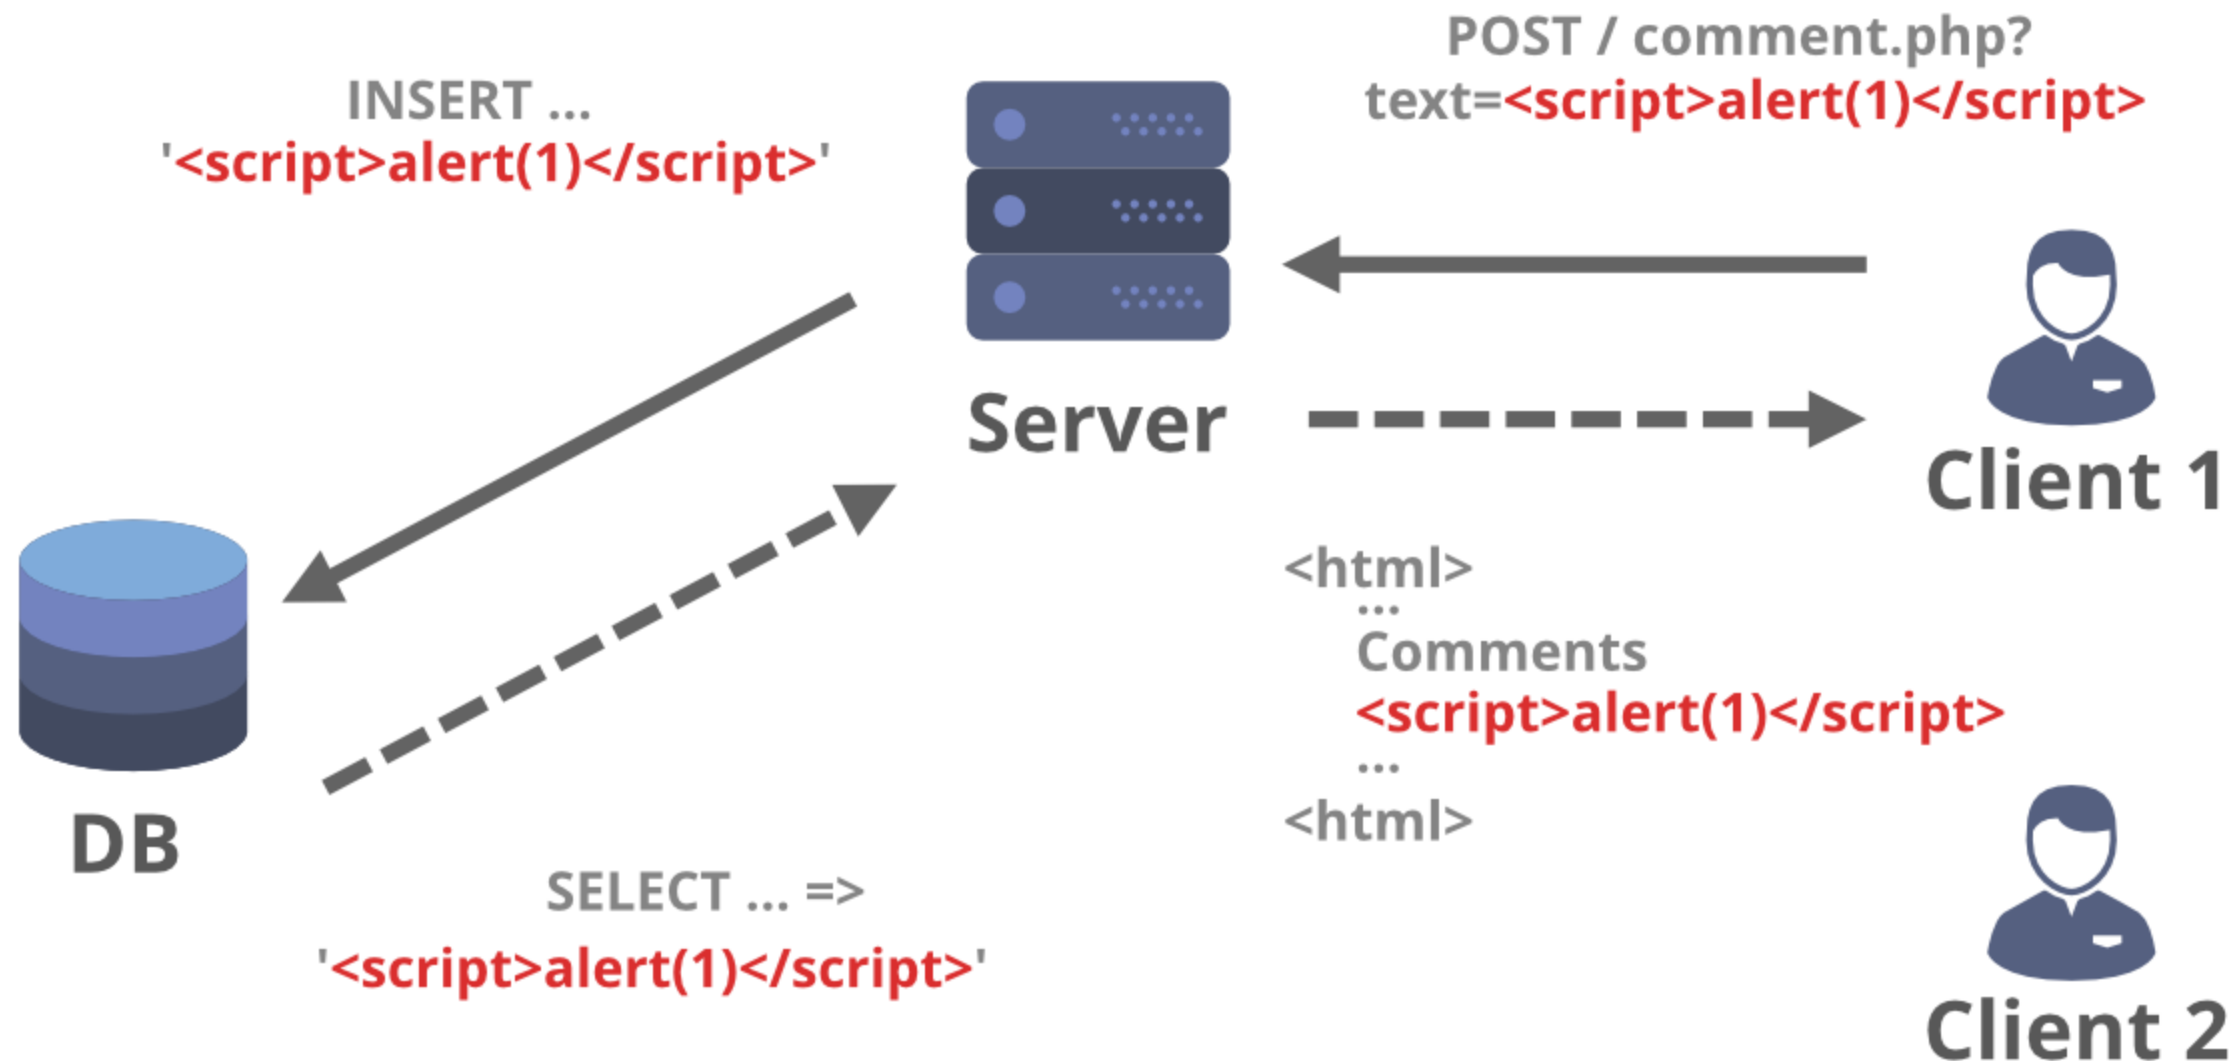 INSERT ...
'<script>alert(1)</script>'
POST / comment.php?
text=<script>alert(1)</script>
Server
Client 1
<html>
...
Comments
<script>alert(1)</script>
...
<html>
DB
SELECT ... =>
'<script>alert(1)</script>'
Client 2